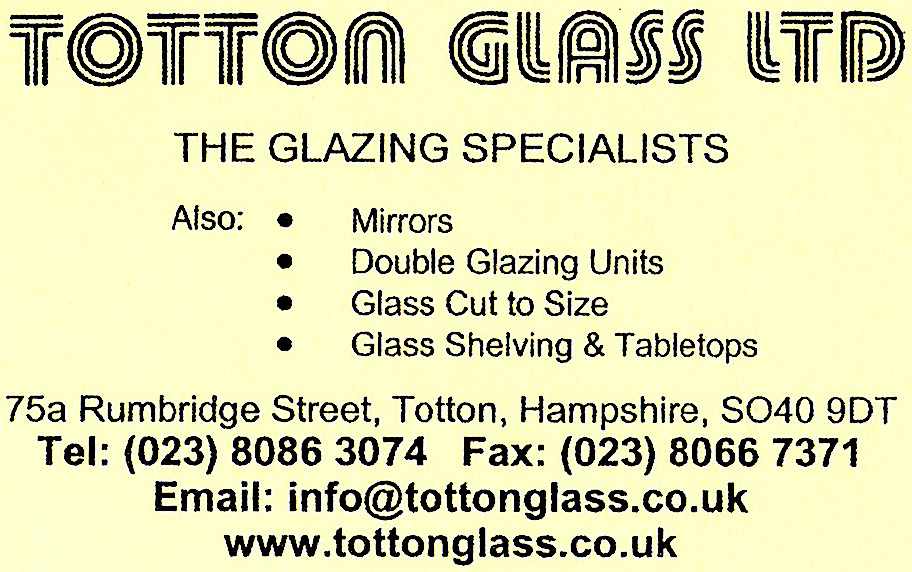 TOTTON GLASS LTD
THE GLAZING SPECIALISTS
Also: • Mirrors
• Double Glazing Units
• Glass Cut to Size
• Glass Shelving & Tabletops
75a Rumbridge Street, Totton, Hampshire, SO40 9DT
Tel: (023) 8086 3074 Fax: (023) 8066 7371
Email: info@tottonglass.co.uk
www.tottonglass.co.uk